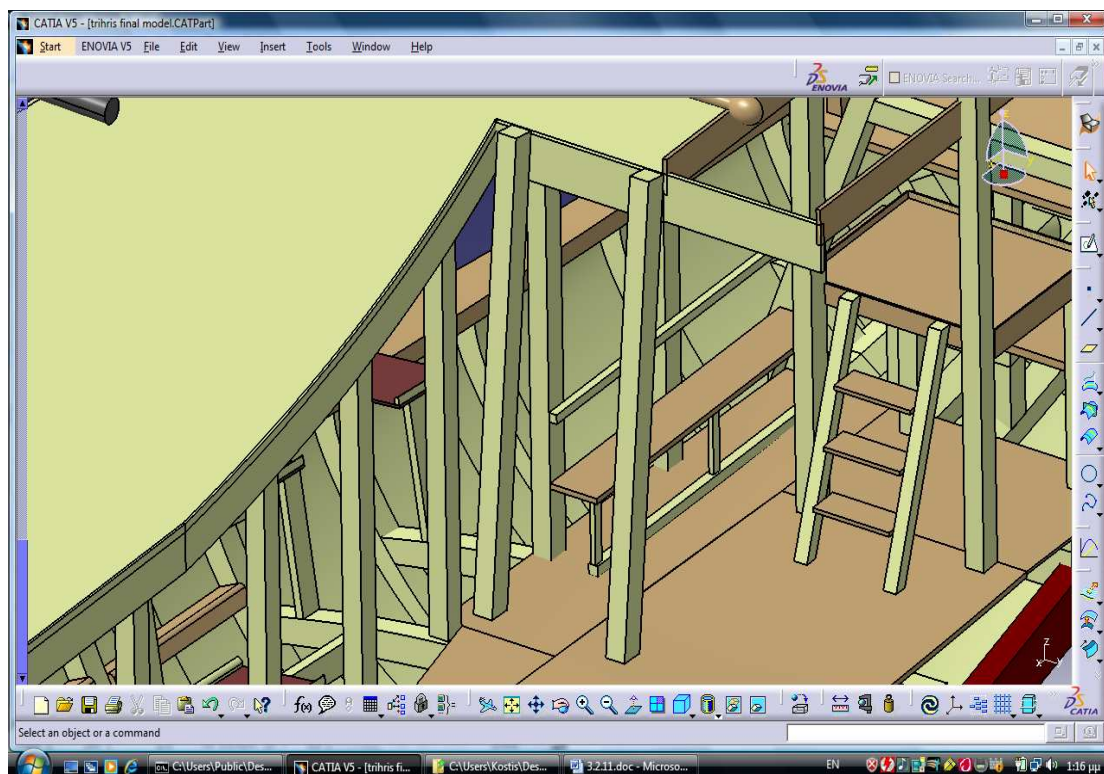 CATIA V5 - [trihris final model.CATPart]
Start ENOVIA V5 File Edit View Insert Tools Window Help
ENOVIA
ENOVIA Search...
z
y
x
z
x
f(x)
CATIA
Select an object or a command
C:\Users\Public\Des... CATIA V5 - [trihris fi... C:\Users\Kostis\Des... 3.2.11.doc - Microso... EN 1:16 μμ